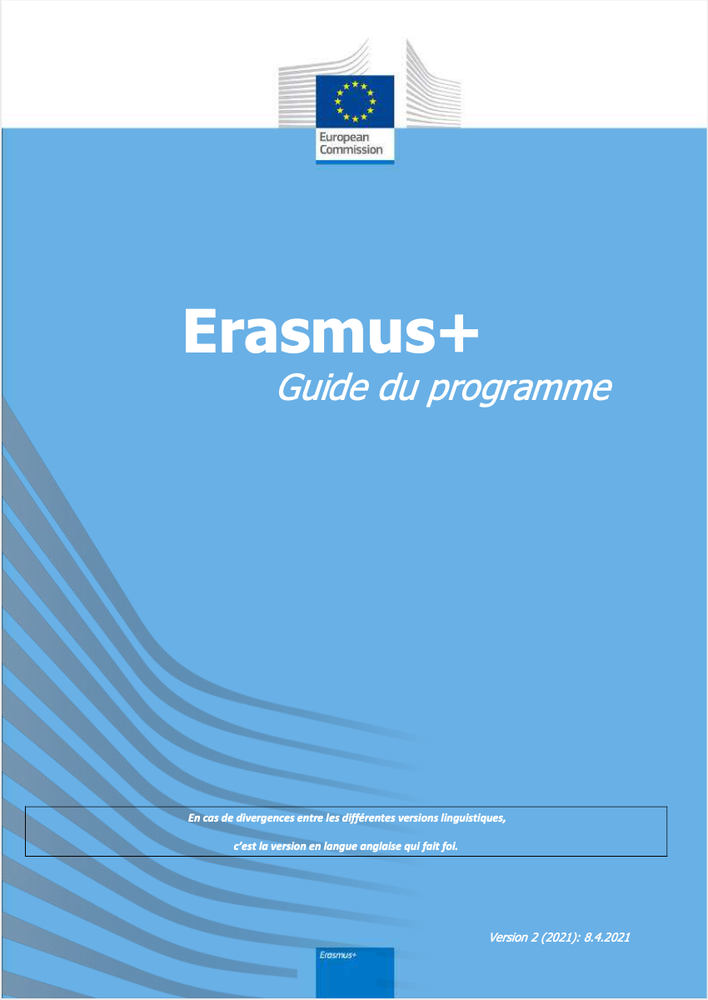 European
Commission
Erasmus+
Guide du programme
En cas de divergences entre les différentes versions linguistiques,
c’est la version en langue anglaise qui fait foi.
Version 2 (2021): 8.4.2021
Erasmus+